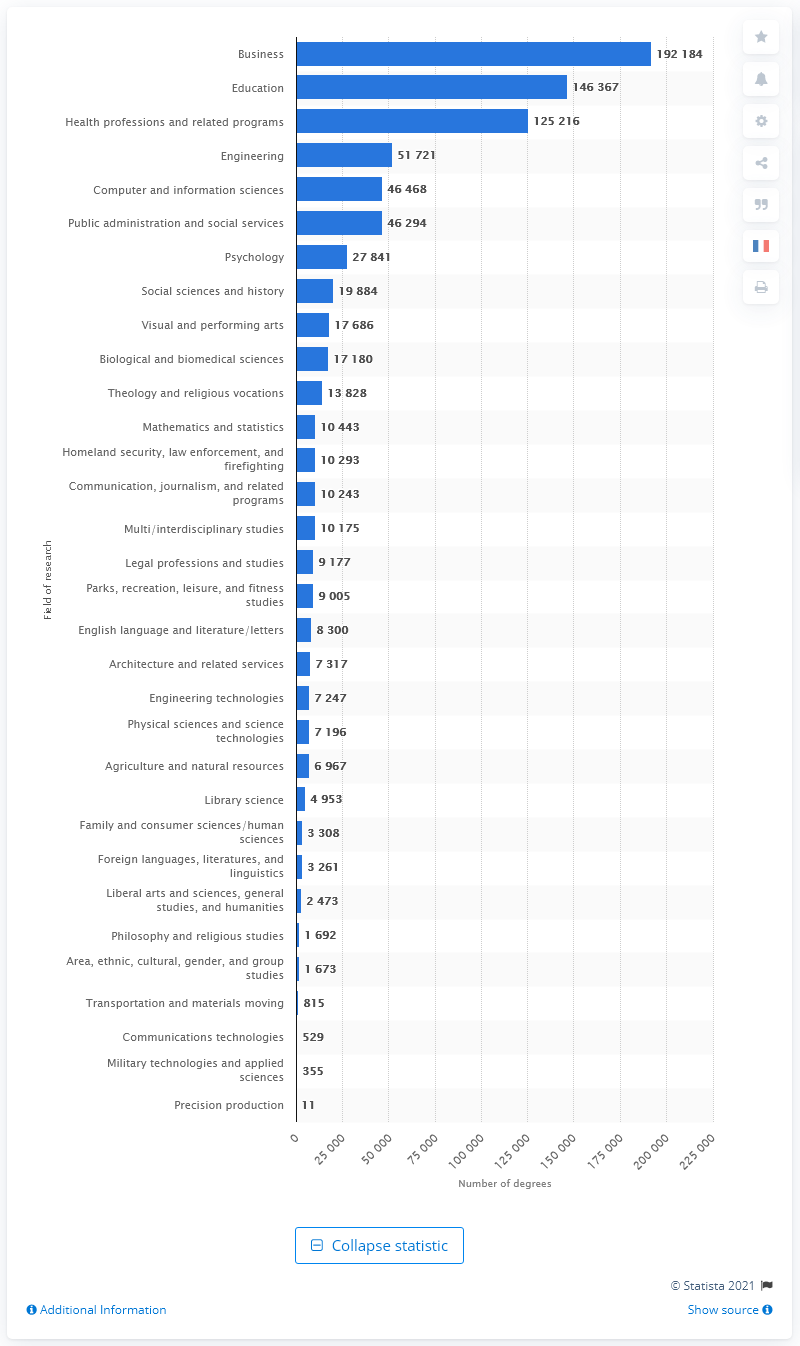 Business
192 184
Education
146 367
Health professions and related programs
125 216
Engineering
51 721
Computer and information sciences
46 468
Public administration and social services
46 294
Psychology
27 841
Social sciences and history
19 884
Visual and performing arts
17 686
Biological and biomedical sciences
17 180
Theology and religious vocations
13 828
Mathematics and statistics
10 443
Homeland security, law enforcement, and
firefighting
10 293
Communication, journalism, and related
programs
10 243
Multi/interdisciplinary studies
10 175
Legal professions and studies
9 177
Parks, recreation, leisure, and fitness
studies
9 005
English language and literature/letters
8 300
Architecture and related services
7 317
Engineering technologies
7 247
Physical sciences and science
technologies
7 196
Agriculture and natural resources
6 967
Library science
4 953
Family and consumer sciences/human
sciences
3 308
Foreign languages, literatures, and
linguistics
3 261
Liberal arts and sciences, general
studies, and humanities
2 473
Philosophy and religious studies
1 692
Area, ethnic, cultural, gender, and group
studies
1 673
Transportation and materials moving
815
Communications technologies
529
Military technologies and applied
sciences
355
Precision production
11
Field of research
0
25 000
50 000
75 000
100 000
125 000
150 000
175 000
200 000
225 000
Number of degrees
Collapse statistic
© Statista 2021
Additional Information
Show source